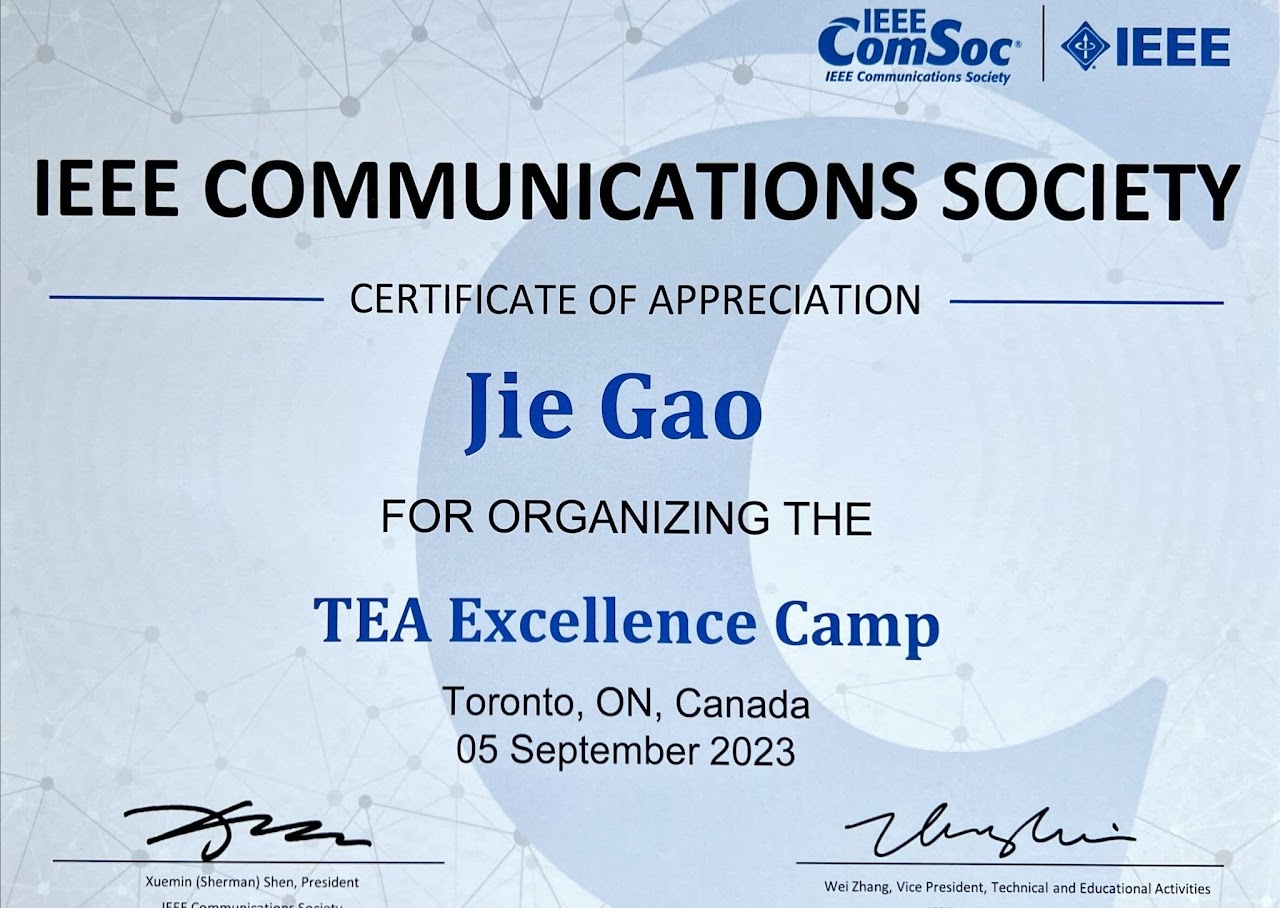 IEEE
ComSoc®
IEEE Communications Society
IEEE
IEEE COMMUNICATIONS SOCIETY
CERTIFICATE OF APPRECIATION
Jie Gao
FOR ORGANIZING THE
TEA Excellence Camp
Toronto, ON, Canada
05 September 2023
Xuemin (Sherman) Shen, President
IEEE Communications Society
Wei Zhang, Vice President, Technical and Educational Activities